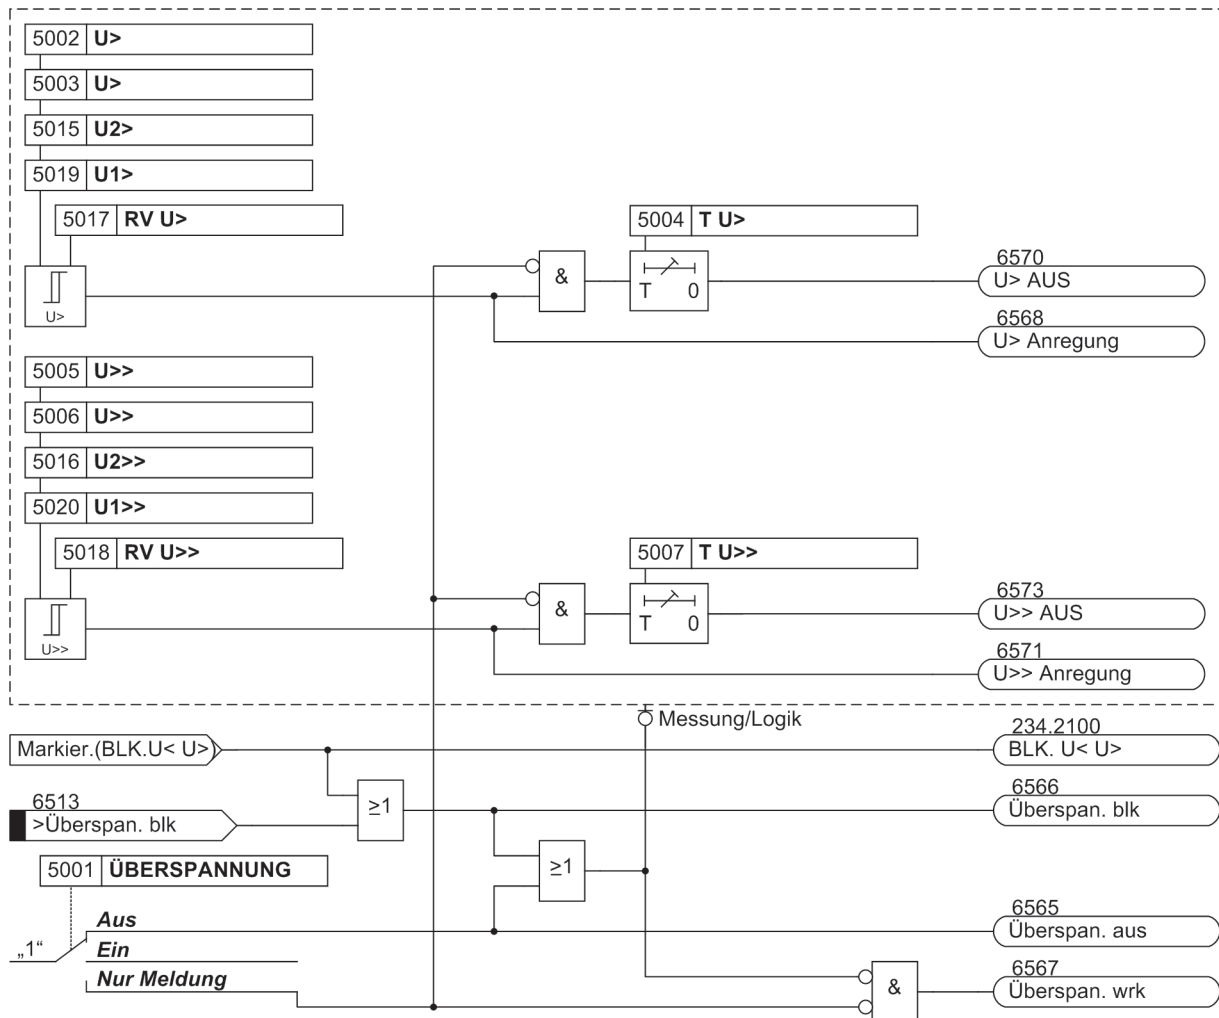 5002 U>
5003 U>
5015 U2>
5019 U1>
5017 RV U>
5004 T U>
U>
&
T 0
6570
U> AUS
6568
U> Anregung
5005 U>>
5006 U>>
5016 U2>>
5020 U1>>
5018 RV U>>
5007 T U>>
U>>
&
T 0
6573
U>> AUS
6571
U>> Anregung
Messung/Logik
Markier.(BLK.U< U>)
234.2100
BLK. U< U>
6513
>Überspan. blk
≥1
6566
Überspan. blk
5001 ÜBERSPANNUNG
≥1
„1“
Aus
Ein
Nur Meldung
6565
Überspan. aus
&
6567
Überspan. wrk